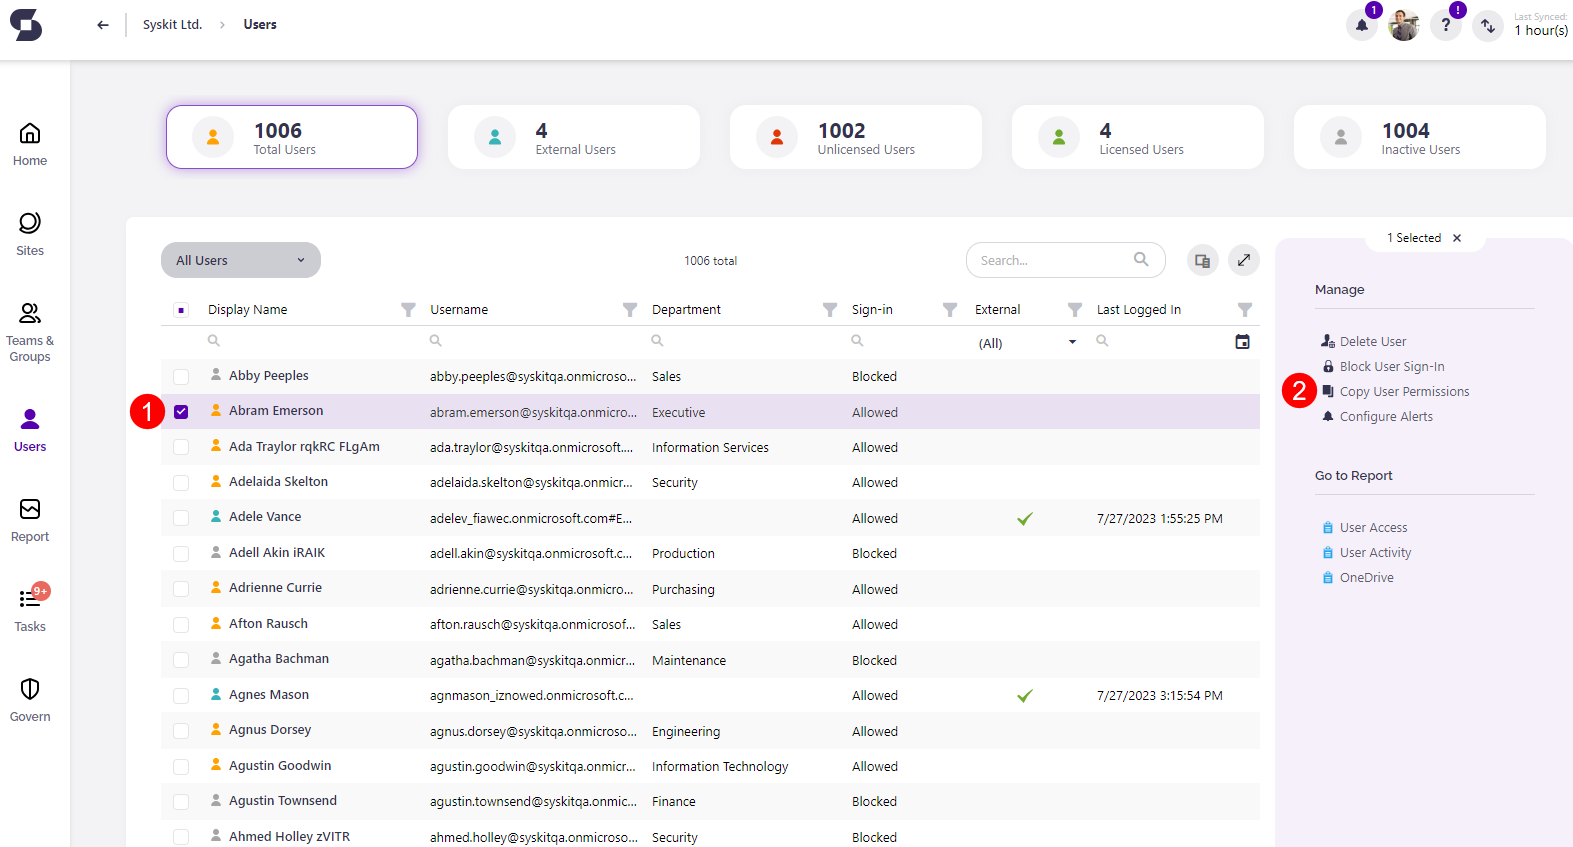 Syskit Ltd. > Users
1 !
Last Synced:
1 hour(s)
Home
Sites
Teams &
Groups
Users
Report
9+
Tasks
Govern
1006
Total Users
4
External Users
1002
Unlicensed Users
4
Licensed Users
1004
Inactive Users
All Users
1006 total
Search...
Display Name Username Department Sign-in External Last Logged In
(All)
Abby Peeples abby.peeples@syskitqa.onmicroso... Sales Blocked
1 Abram Emerson abram.emerson@syskitqa.onmicro... Executive Allowed
Ada Traylor rqkRC FLgAm ada.traylor@syskitqa.onmicrosoft.... Information Services Allowed
Adelaida Skelton adelaida.skelton@syskitqa.onmicr... Security Allowed
Adele Vance adelev_fiawec.onmicrosoft.com#E... Allowed 7/27/2023 1:55:25 PM
Adell Akin iRAIK adell.akin@syskitqa.onmicrosoft.c... Production Blocked
Adrienne Currie adrienne.currie@syskitqa.onmicros... Purchasing Allowed
Afton Rausch afton.rausch@syskitqa.onmicrosof... Sales Allowed
Agatha Bachman agatha.bachman@syskitqa.onmicr... Maintenance Blocked
Agnes Mason agnmason_iznowed.onmicrosoft.c... Allowed 7/27/2023 3:15:54 PM
Agnus Dorsey agnus.dorsey@syskitqa.onmicroso... Engineering Allowed
Agustin Goodwin agustin.goodwin@syskitqa.onmicr... Information Technology Allowed
Agustin Townsend agustin.townsend@syskitqa.onmic... Finance Blocked
Ahmed Holley zVITR ahmed.holley@syskitqa.onmicros... Security Blocked
1 Selected
Manage
Delete User
Block User Sign-In
2 Copy User Permissions
Configure Alerts
Go to Report
User Access
User Activity
OneDrive